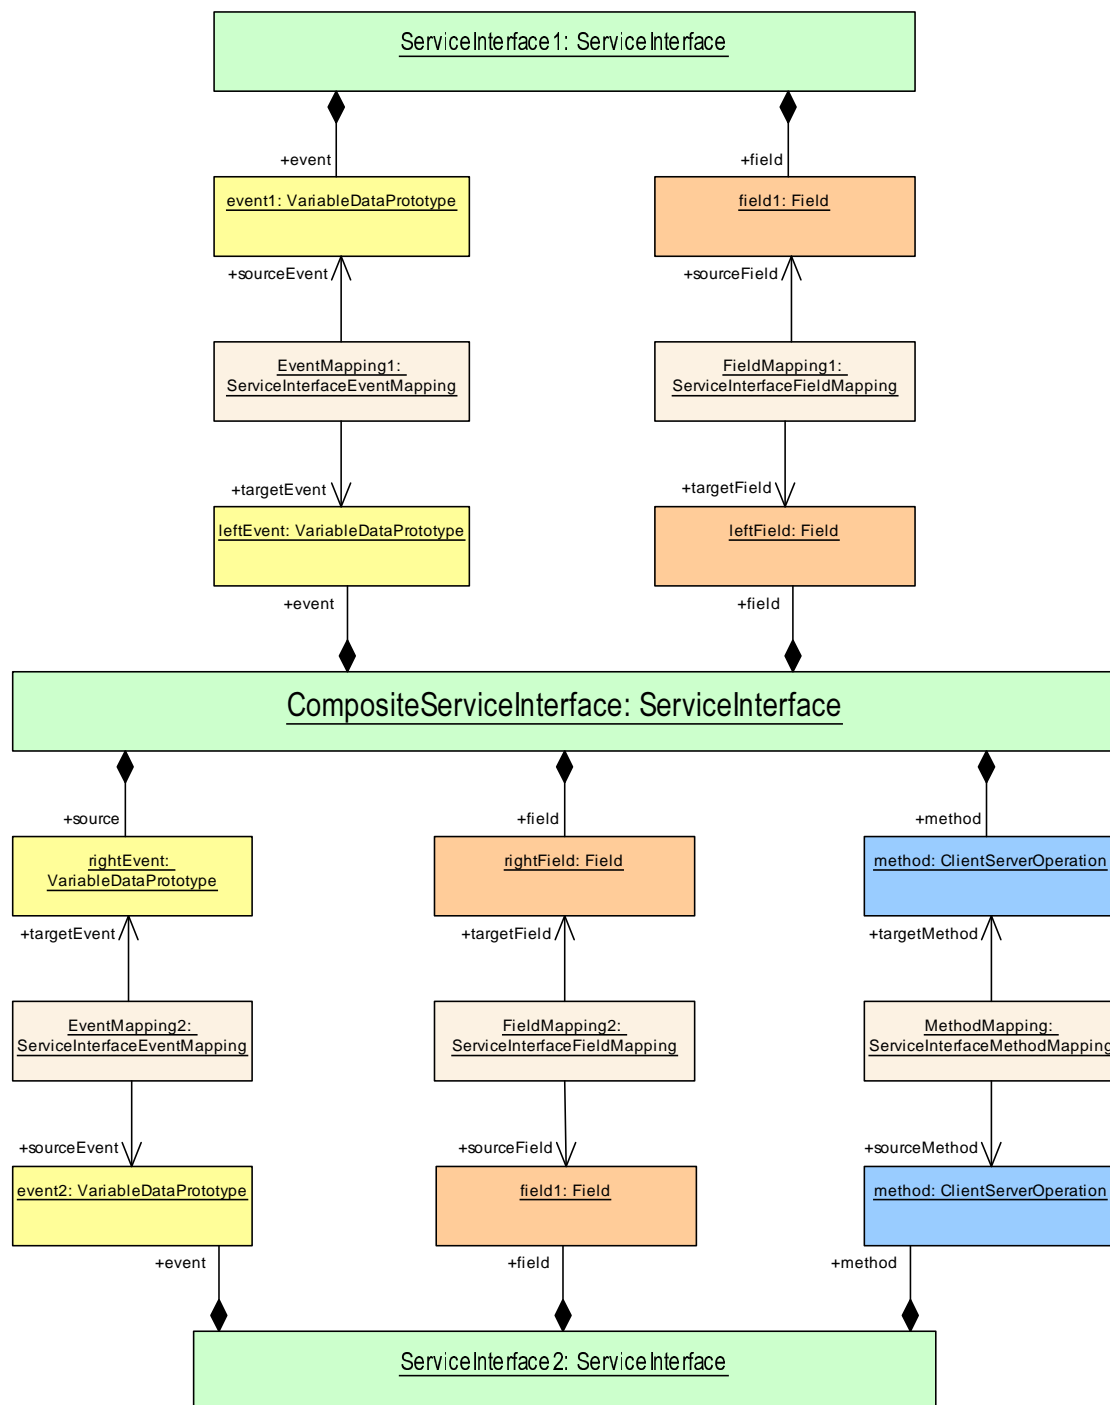 ServiceInterface1: ServiceInterface
+event
+field
event1: VariableDataPrototype
field1: Field
+sourceEvent
+sourceField
EventMapping1:
ServiceInterfaceEventMapping
FieldMapping1:
ServiceInterfaceFieldMapping
+targetEvent
+targetField
leftEvent: VariableDataPrototype
leftField: Field
+event
+field
CompositeServiceInterface: ServiceInterface
+source
+field
+method
rightEvent:
VariableDataPrototype
rightField: Field
method: ClientServerOperation
+targetEvent
+targetField
+targetMethod
EventMapping2:
ServiceInterfaceEventMapping
FieldMapping2:
ServiceInterfaceFieldMapping
MethodMapping:
ServiceInterfaceMethodMapping
+sourceEvent
+sourceField
+sourceMethod
event2: VariableDataPrototype
field1: Field
method: ClientServerOperation
+event
+field
+method
ServiceInterface2: ServiceInterface